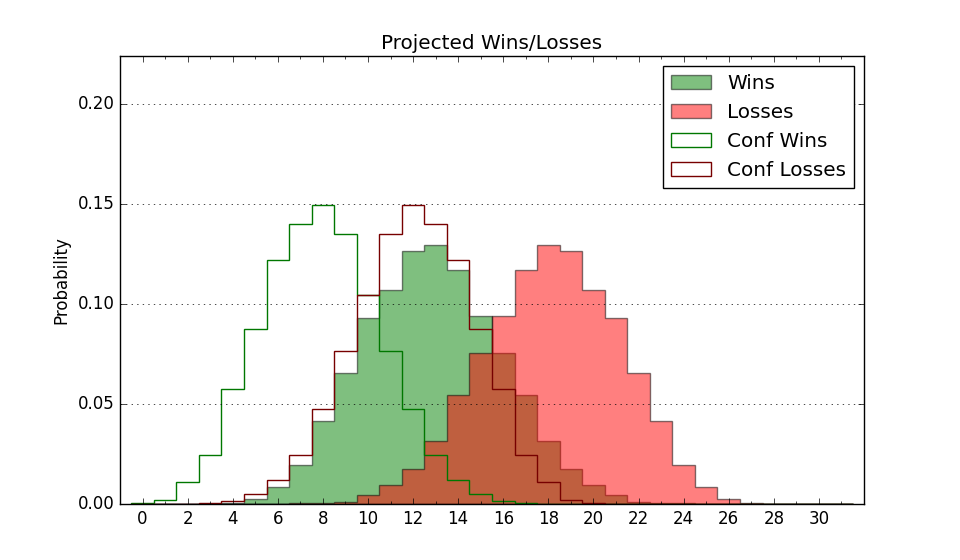 Projected Wins/Losses
Wins
Losses
Conf Wins
Conf Losses
Probability
0.20
0.15
0.10
0.05
0.00
0 2 4 6 8 10 12 14 16 18 20 22 24 26 28 30